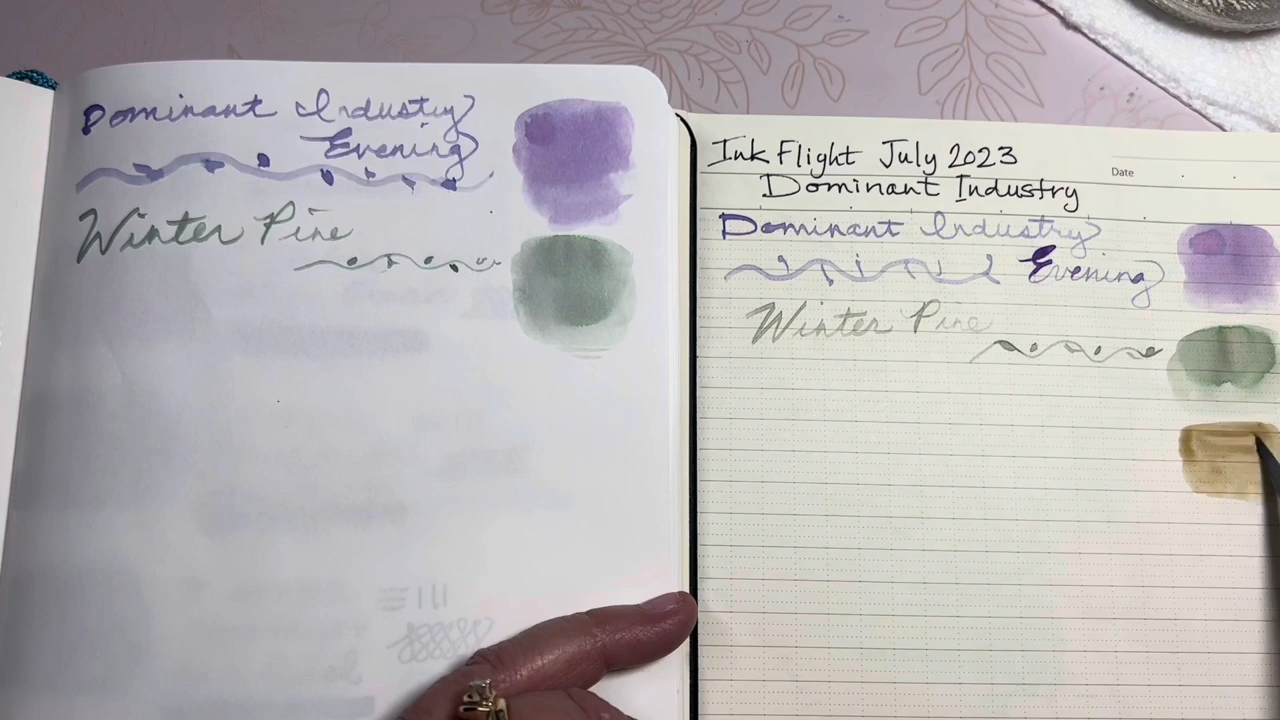 Dominant Industry
Evening
Winter Pine
Ink Flight July 2023
Date
Dominant Industry
Dominant Industry
Evening
Winter Pine